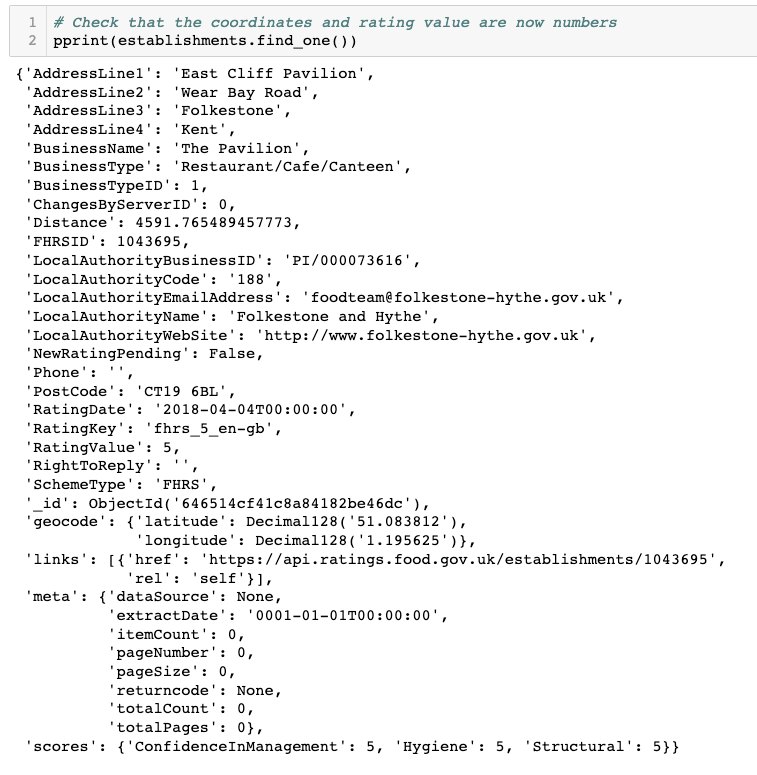 1 # Check that the coordinates and rating value are now numbers
2 pprint(establishments.find_one())
{'AddressLine1': 'East Cliff Pavilion',
 'AddressLine2': 'Wear Bay Road',
 'AddressLine3': 'Folkestone',
 'AddressLine4': 'Kent',
 'BusinessName': 'The Pavilion',
 'BusinessType': 'Restaurant/Cafe/Canteen',
 'BusinessTypeID': 1,
 'ChangesByServerID': 0,
 'Distance': 4591.765489457773,
 'FHRSID': 1043695,
 'LocalAuthorityBusinessID': 'PI/000073616',
 'LocalAuthorityCode': '188',
 'LocalAuthorityEmailAddress': 'foodteam@folkestone-hythe.gov.uk',
 'LocalAuthorityName': 'Folkestone and Hythe',
 'LocalAuthorityWebSite': 'http://www.folkestone-hythe.gov.uk',
 'NewRatingPending': False,
 'Phone': '',
 'PostCode': 'CT19 6BL',
 'RatingDate': '2018-04-04T00:00:00',
 'RatingKey': 'fhrs_5_en-gb',
 'RatingValue': 5,
 'RightToReply': '',
 'SchemeType': 'FHRS',
 '_id': ObjectId('646514cf41c8a84182be46dc'),
 'geocode': {'latitude': Decimal128('51.083812'),
             'longitude': Decimal128('1.195625')},
 'links': [{'href': 'https://api.ratings.food.gov.uk/establishments/1043695',
            'rel': 'self'}],
 'meta': {'dataSource': None,
          'extractDate': '0001-01-01T00:00:00',
          'itemCount': 0,
          'pageNumber': 0,
          'pageSize': 0,
          'returncode': None,
          'totalCount': 0,
          'totalPages': 0},
 'scores': {'ConfidenceInManagement': 5, 'Hygiene': 5, 'Structural': 5}}